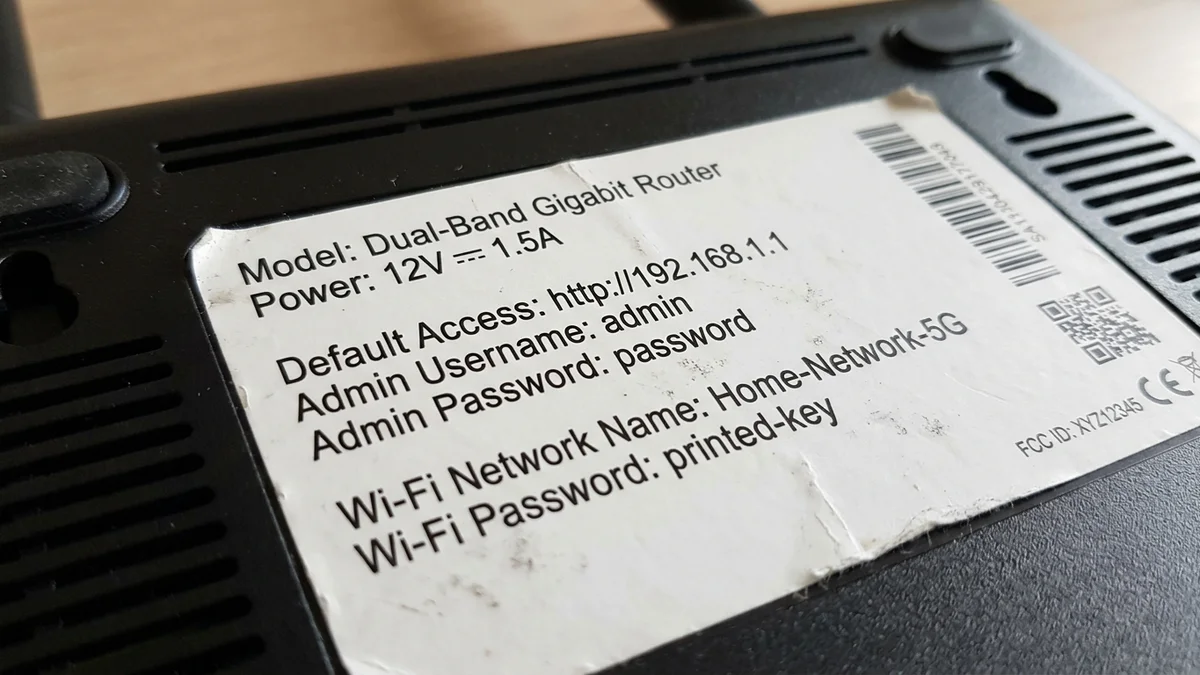 Model: Dual-Band Gigabit Router
Power: 12V ⎓ 1.5A
Default Access: http://192.168.1.1
Admin Username: admin
Admin Password: password
Wi-Fi Network Name: Home-Network-5G
Wi-Fi Password: printed-key
FCC ID: XYZ12345 CE